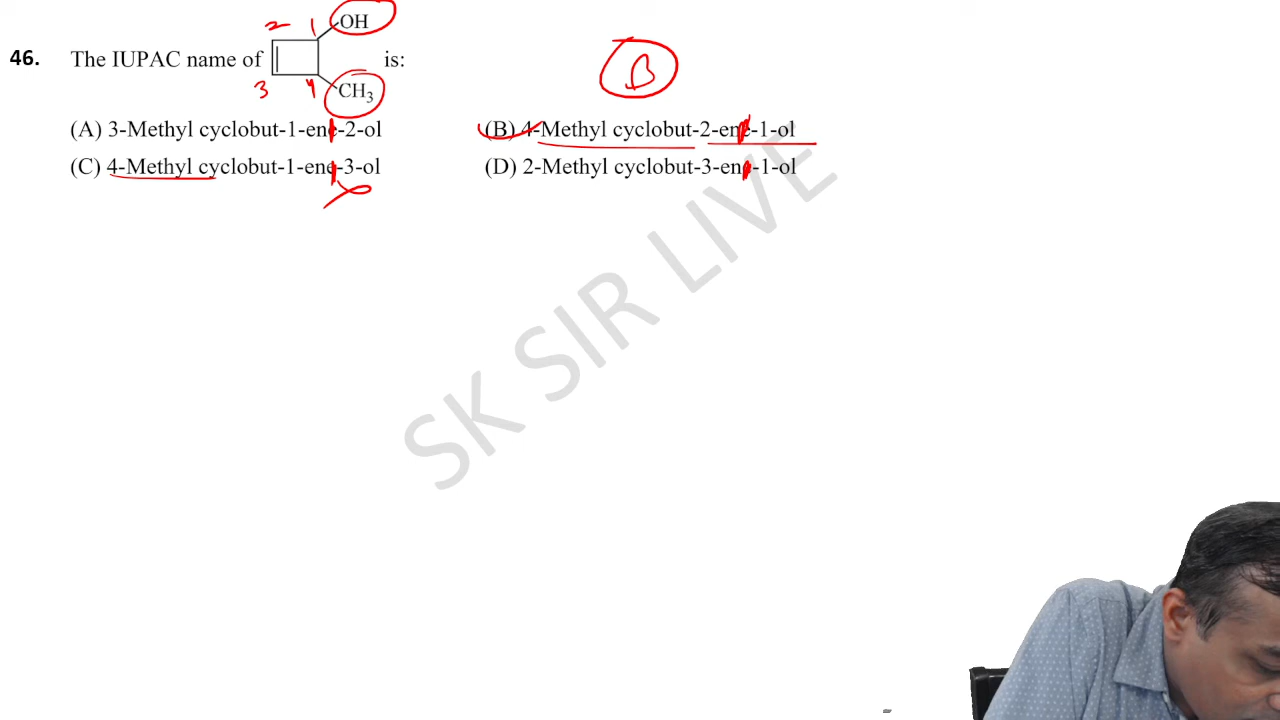 2 1 OH
46. The IUPAC name of is:
3 4 CH3
B
(A) 3-Methyl cyclobut-1-ene-2-ol (B) 4-Methyl cyclobut-2-ene-1-ol
(C) 4-Methyl cyclobut-1-ene-3-ol (D) 2-Methyl cyclobut-3-ene-1-ol
SK SIR LIVE